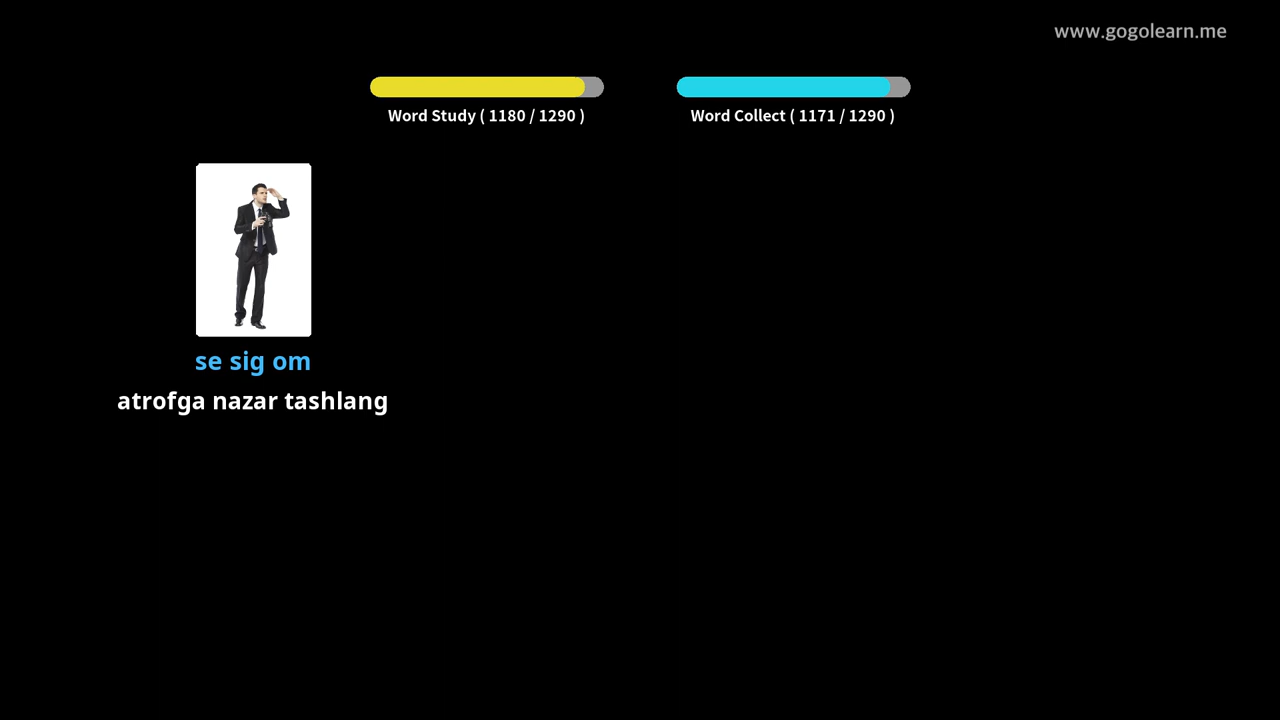 www.gogolearn.me
Word Study ( 1180 / 1290 )
Word Collect ( 1171 / 1290 )
se sig om
atrofga nazar tashlang